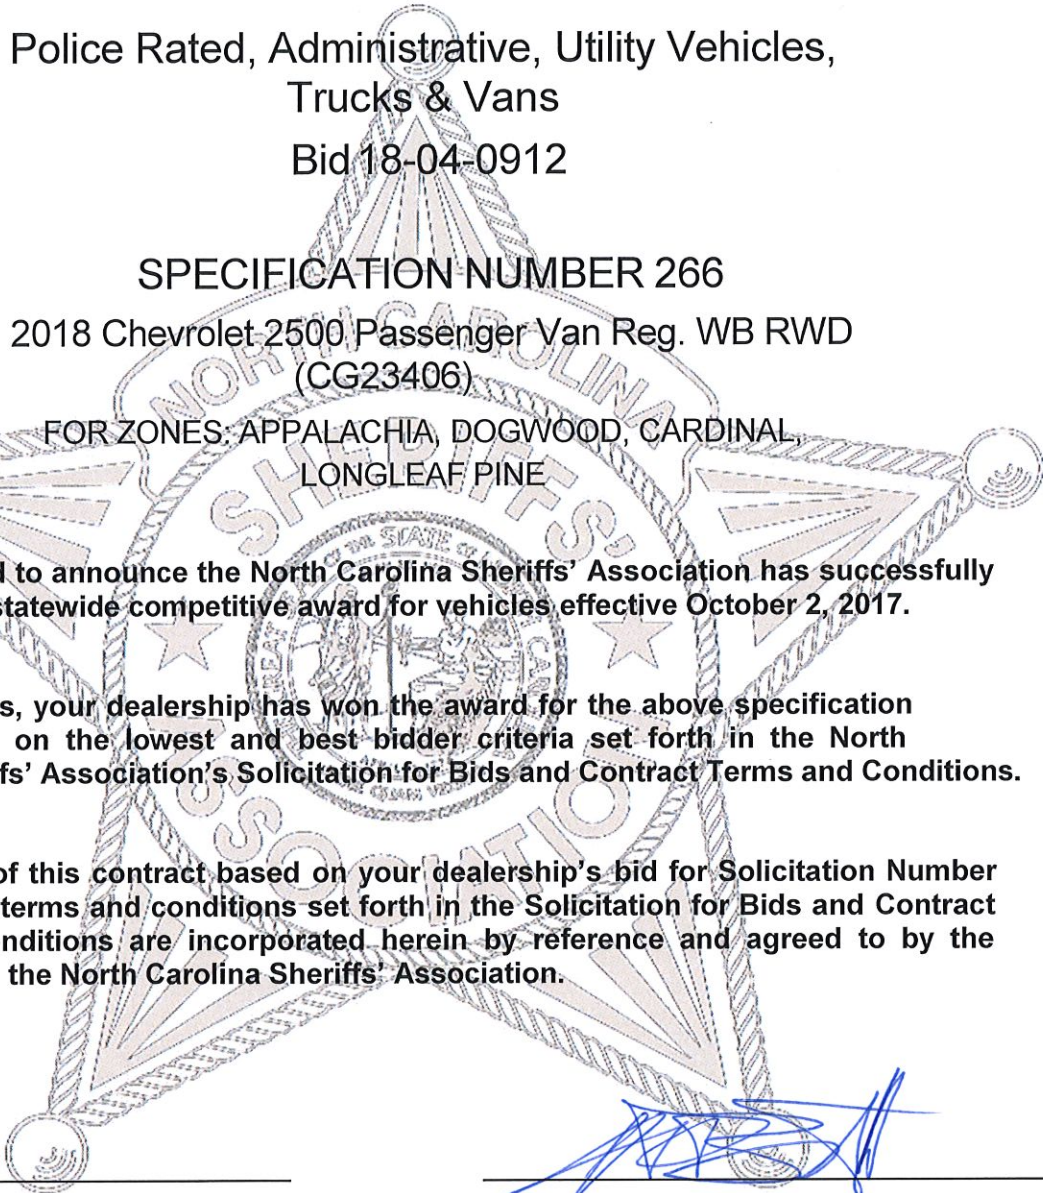 Police Rated, Administrative, Utility Vehicles,
Trucks & Vans
Bid 18-04-0912
SPECIFICATION NUMBER 266
2018 Chevrolet 2500 Passenger Van Reg. WB RWD
(CG23406)
FOR ZONES: APPALACHIA, DOGWOOD, CARDINAL,
LONGLEAF PINE
NORTH CAROLINA
SHERIFFS'
ASSOCIATION
to announce the North Carolina Sheriffs' Association has successfully
statewide competitive award for vehicles effective October 2, 2017.
s, your dealership has won the award for the above specification
on the lowest and best bidder criteria set forth in the North
fs' Association's Solicitation for Bids and Contract Terms and Conditions.
of this contract based on your dealership's bid for Solicitation Number
terms and conditions set forth in the Solicitation for Bids and Contract
nditions are incorporated herein by reference and agreed to by the
the North Carolina Sheriffs' Association.